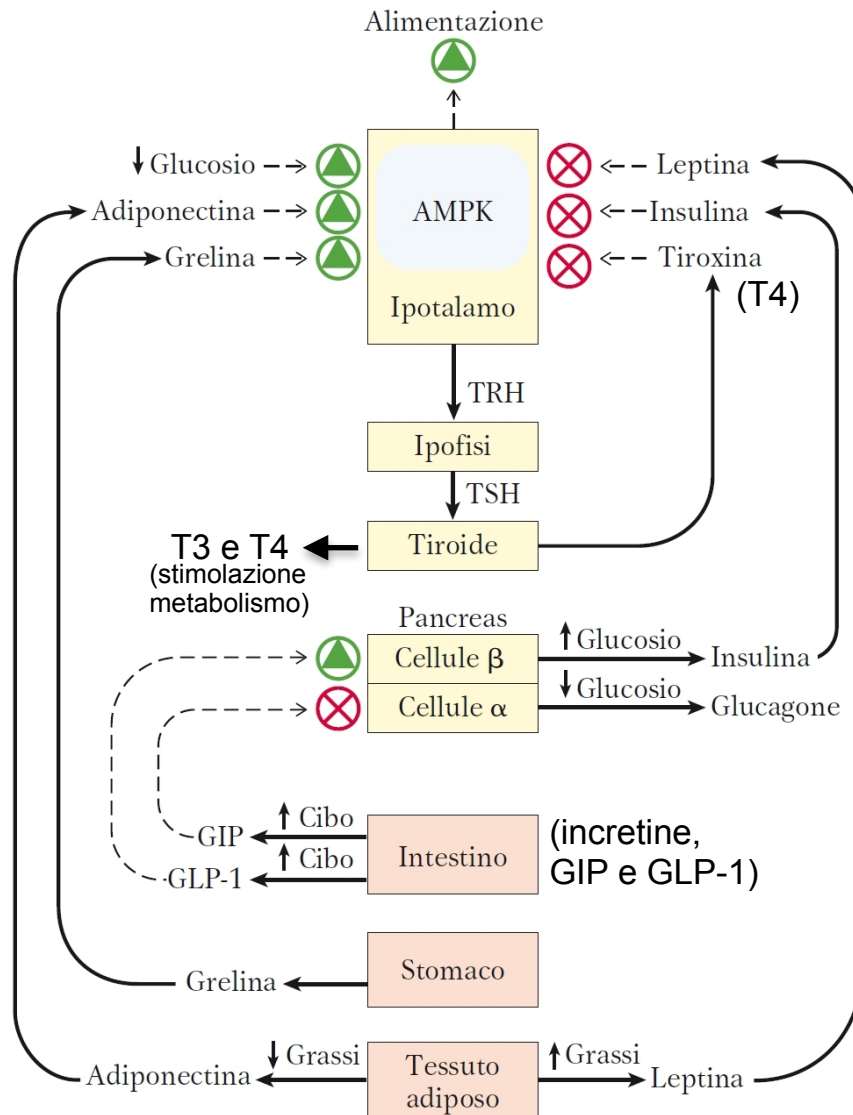 Alimentazione
Glucosio
Leptina
Adiponectina
AMPK
Insulina
Grelina
Tiroxina
(T4)
Ipotalamo
TRH
Ipofisi
TSH
T3 e T4
Tiroide
(stimolazione
metabolismo)
Pancreas
Cellule β
Glucosio
Insulina
Cellule α
Glucosio
Glucagone
Cibo
GIP
Intestino
(incretine,
GIP e GLP-1)
Cibo
GLP-1
Stomaco
Grelina
Grassi
Adiponectina
Tessuto
adiposo
Grassi
Leptina